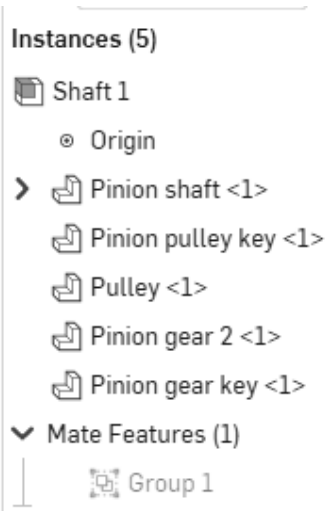 Instances (5)
Shaft 1
Origin
Pinion shaft <1>
Pinion pulley key <1>
Pulley <1>
Pinion gear 2 <1>
Pinion gear key <1>
Mate Features (1)
Group 1